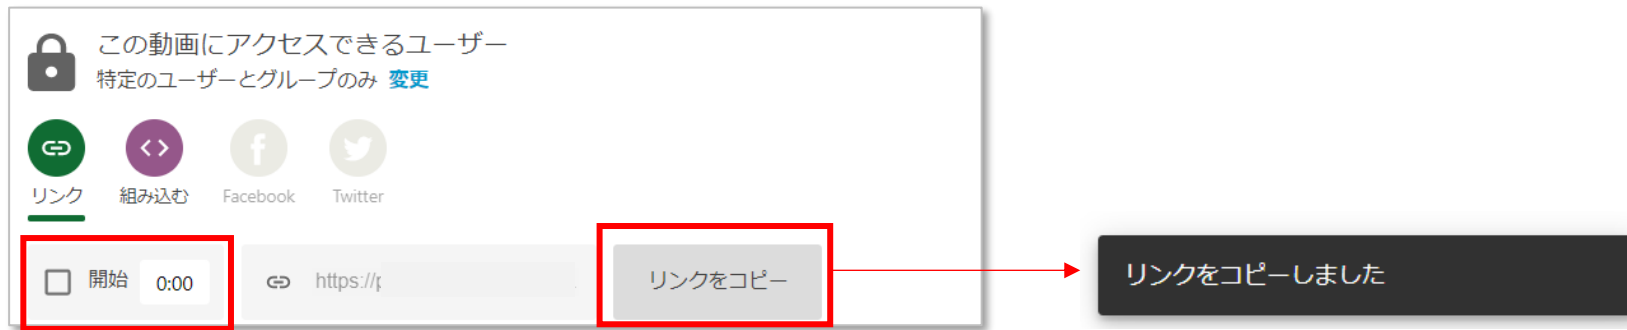 この動画にアクセスできるユーザー
特定のユーザーとグループのみ 変更
リンク 組み込む Facebook Twitter
開始 0:00 https://p リンクをコピー
リンクをコピーしました